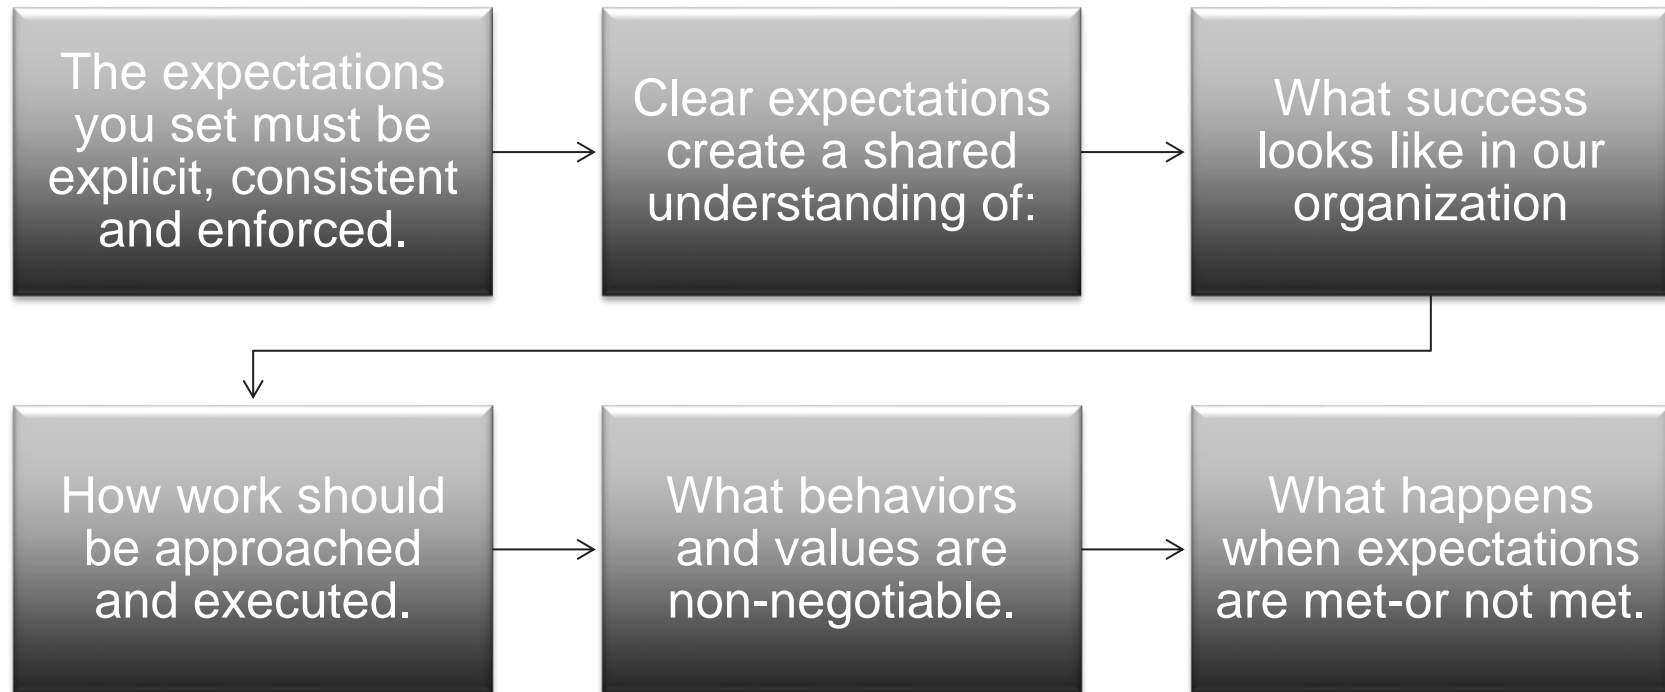 The expectations
you set must be
explicit, consistent
and enforced.
Clear expectations
create a shared
understanding of:
What success
looks like in our
organization
How work should
be approached
and executed.
What behaviors
and values are
non-negotiable.
What happens
when expectations
are met-or not met.